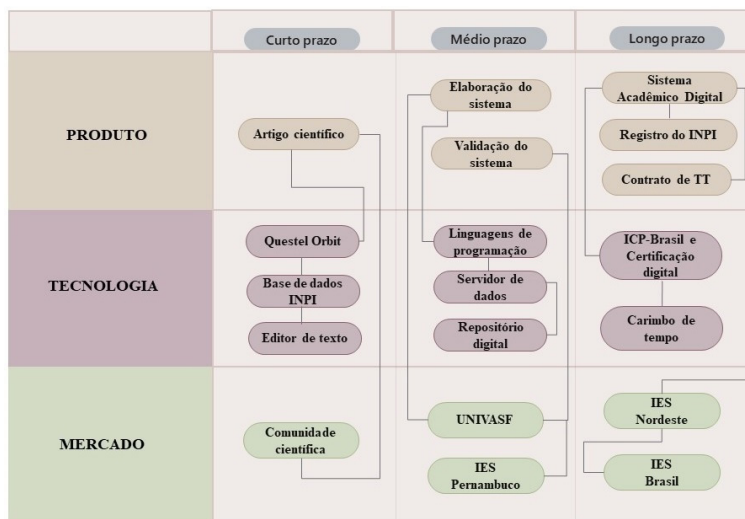 Curto prazo
Médio prazo
Longo prazo
PRODUTO
Artigo científico
Elaboração do
sistema
Validação do
sistema
Sistema
Acadêmico Digital
Registro do INPI
Contrato de TT
TECNOLOGIA
Questel Orbit
Base de dados
INPI
Editor de texto
Linguagens de
programação
Servidor de
dados
Repositório
digital
ICP-Brasil e
Certificação
digital
Carimbo de
tempo
MERCADO
Comunidade
científica
UNIVASF
IES
Pernambuco
IES
Nordeste
IES
Brasil